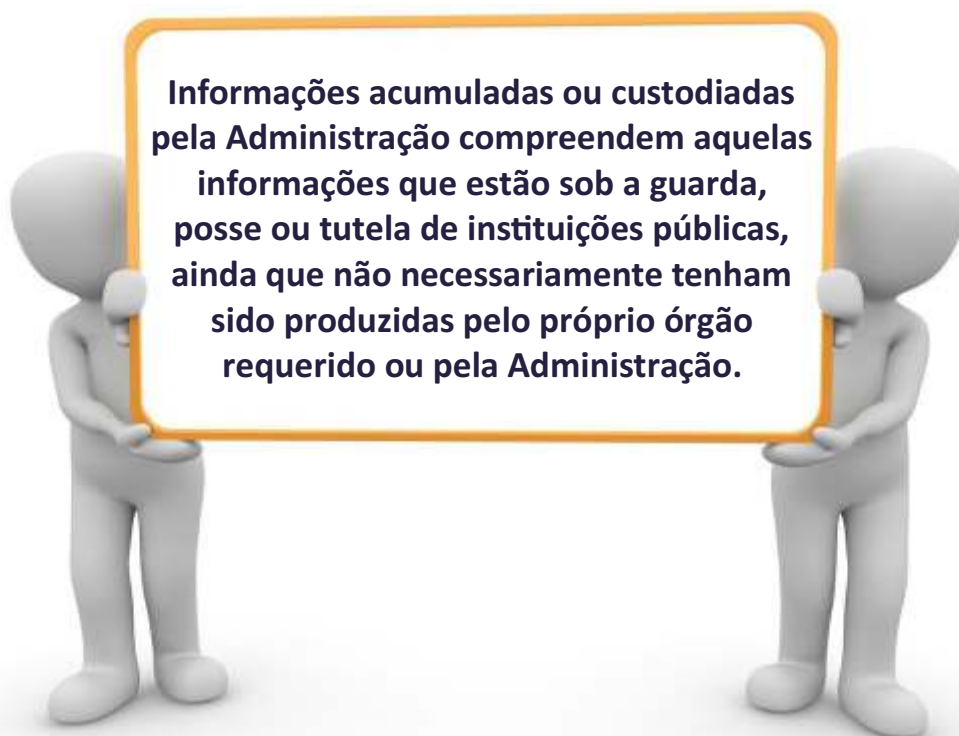 Informações acumuladas ou custodiadas
pela Administração compreendem aquelas
informações que estão sob a guarda,
posse ou tutela de instituições públicas,
ainda que não necessariamente tenham
sido produzidas pelo próprio órgão
requerido ou pela Administração.